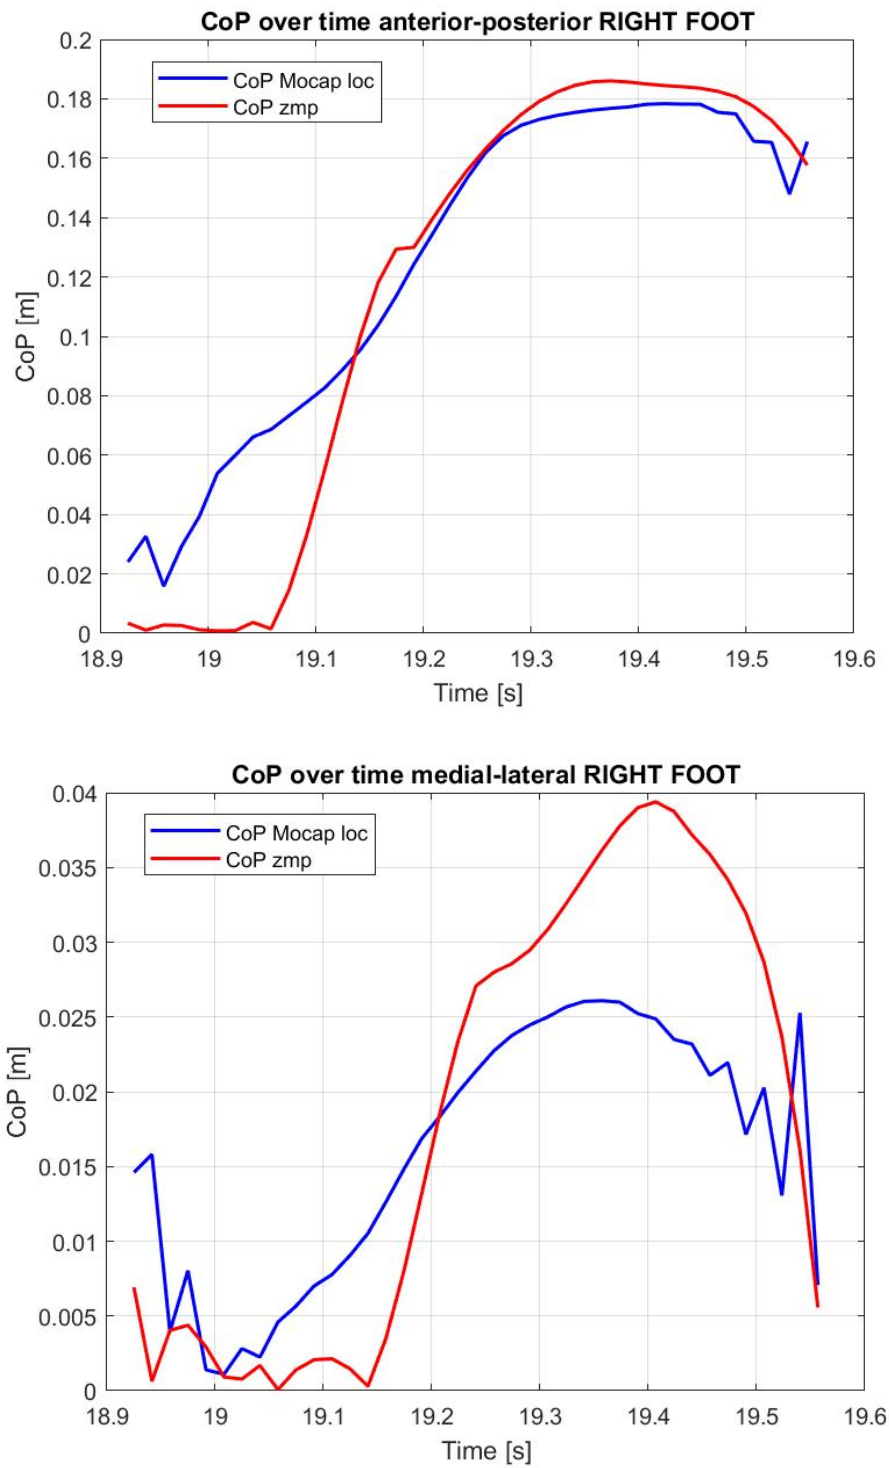 CoP over time anterior-posterior RIGHT FOOT
0.2
CoP Mocap loc
CoP zmp
0.18
0.16
0.14
0.12
0.1
0.08
0.06
0.04
0.02
0
CoP [m]
18.9 19 19.1 19.2 19.3 19.4 19.5 19.6
Time [s]
CoP over time medial-lateral RIGHT FOOT
0.04
CoP Mocap loc
CoP zmp
0.035
0.03
0.025
0.02
0.015
0.01
0.005
0
CoP [m]
18.9 19 19.1 19.2 19.3 19.4 19.5 19.6
Time [s]